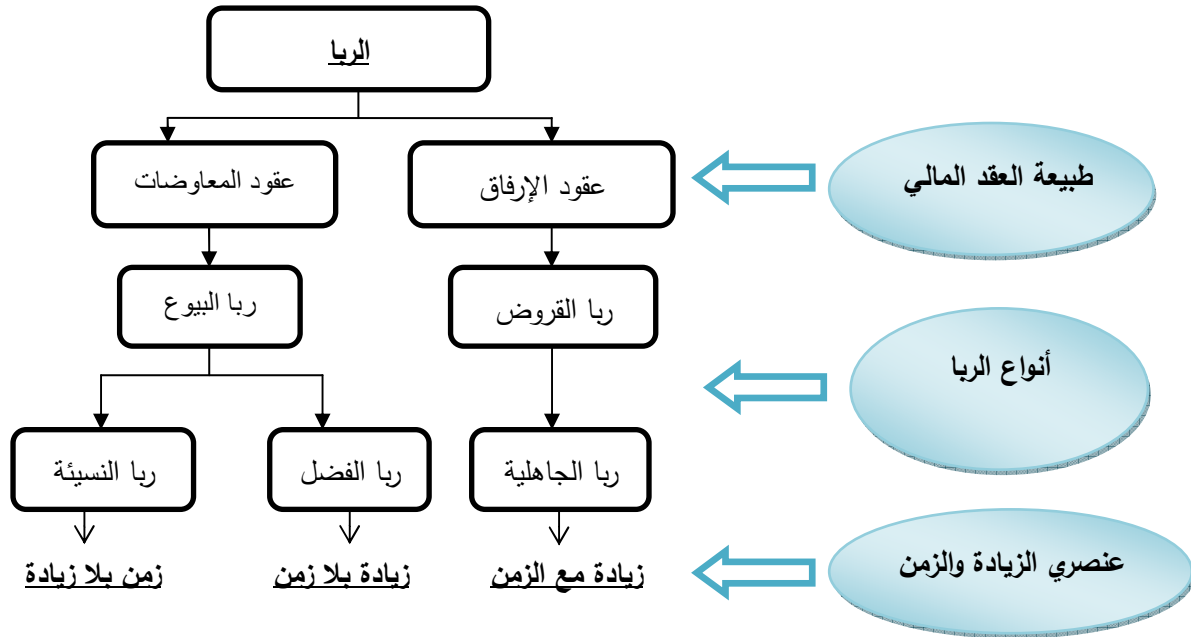 الربا
طبيعة العقد المالي
عقود الإرفاق
عقود المعاوضات
ربا القروض
ربا البيوع
أنواع الربا
ربا الجاهلية
ربا الفضل
ربا النسيئة
عنصري الزيادة والزمن
زيادة مع الزمن
زيادة بلا زمن
زمن بلا زيادة